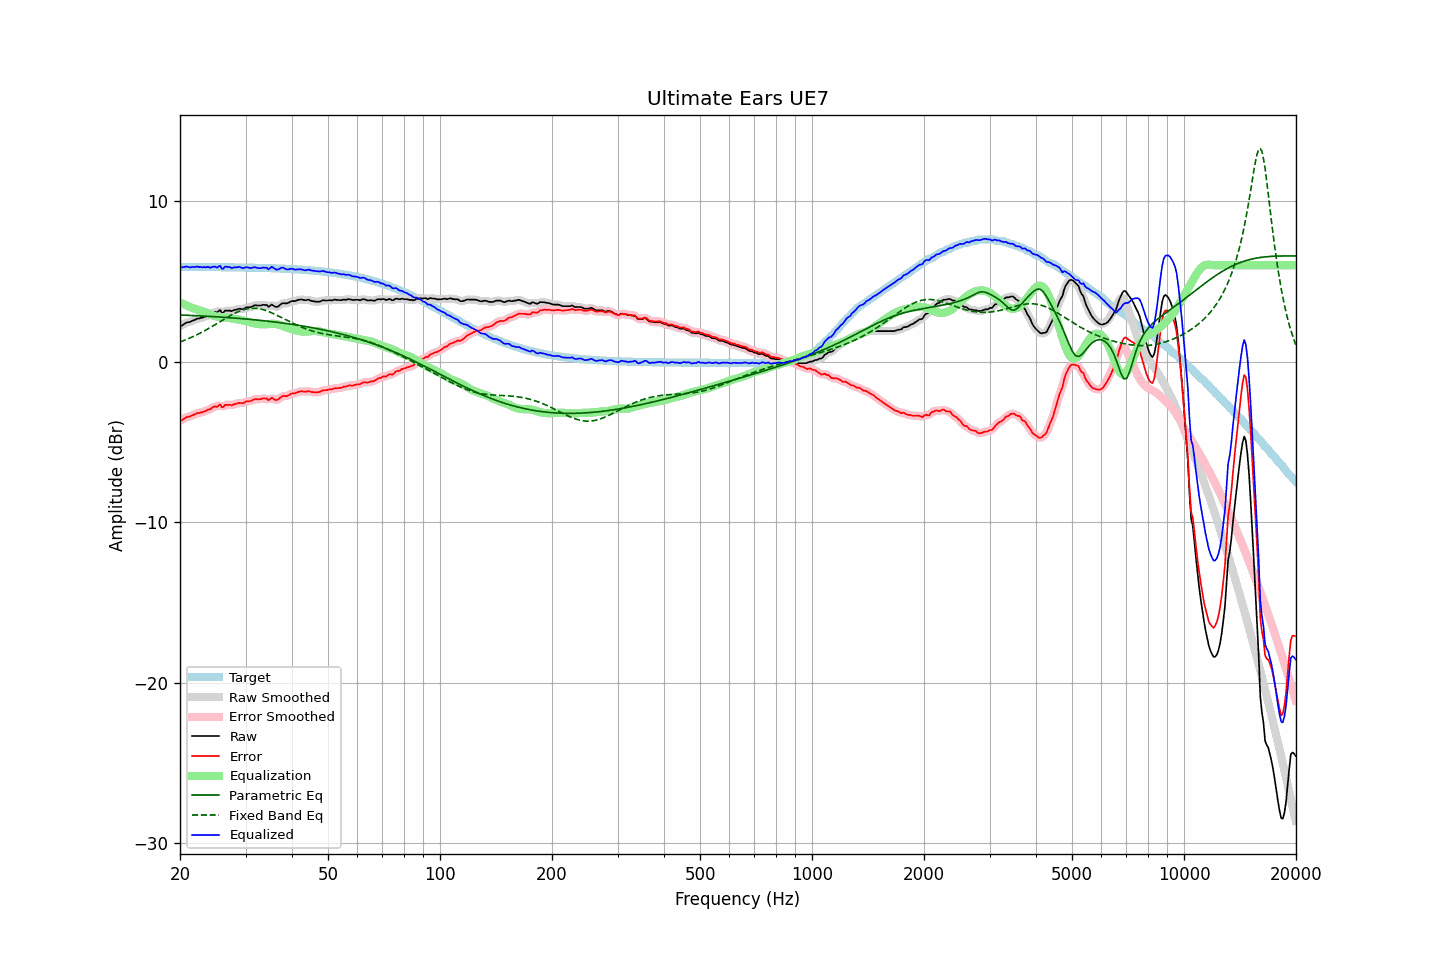 Ultimate Ears UE7
Amplitude (dBr)
10
0
−10
−20
−30
Target
Raw Smoothed
Error Smoothed
Raw
Error
Equalization
Parametric Eq
Fixed Band Eq
Equalized
20 50 100 200 500 1000 2000 5000 10000 20000
Frequency (Hz)